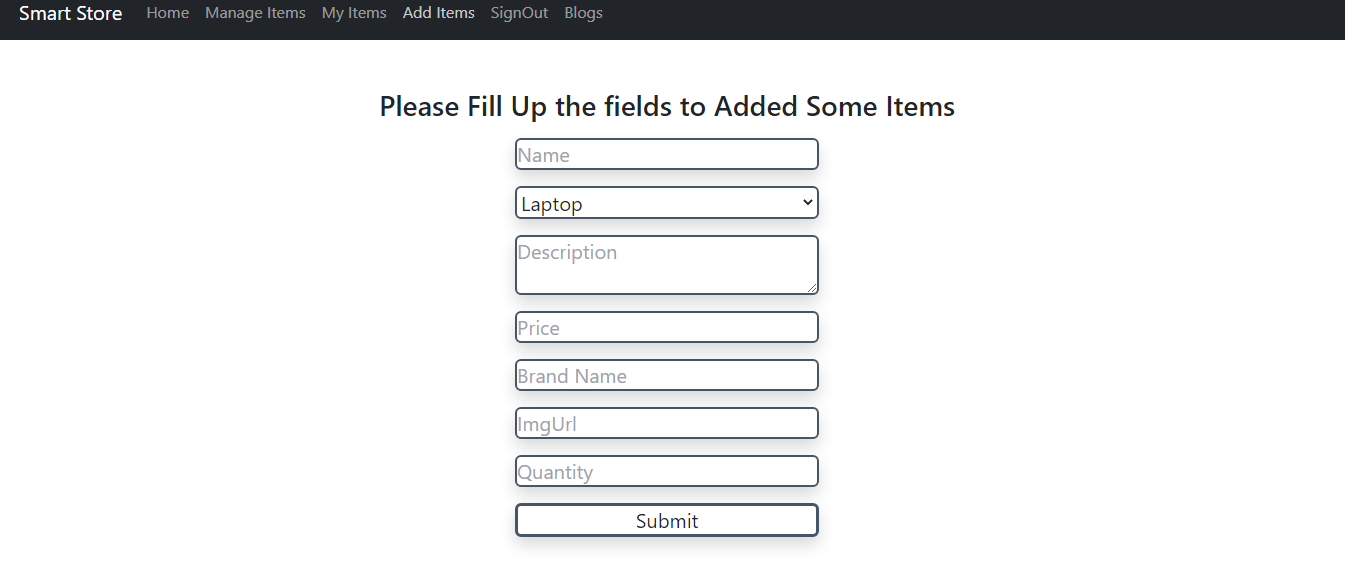 Smart Store Home Manage Items My Items Add Items SignOut Blogs
Please Fill Up the fields to Added Some Items
Name
Laptop
Description
Price
Brand Name
ImgUrl
Quantity
Submit